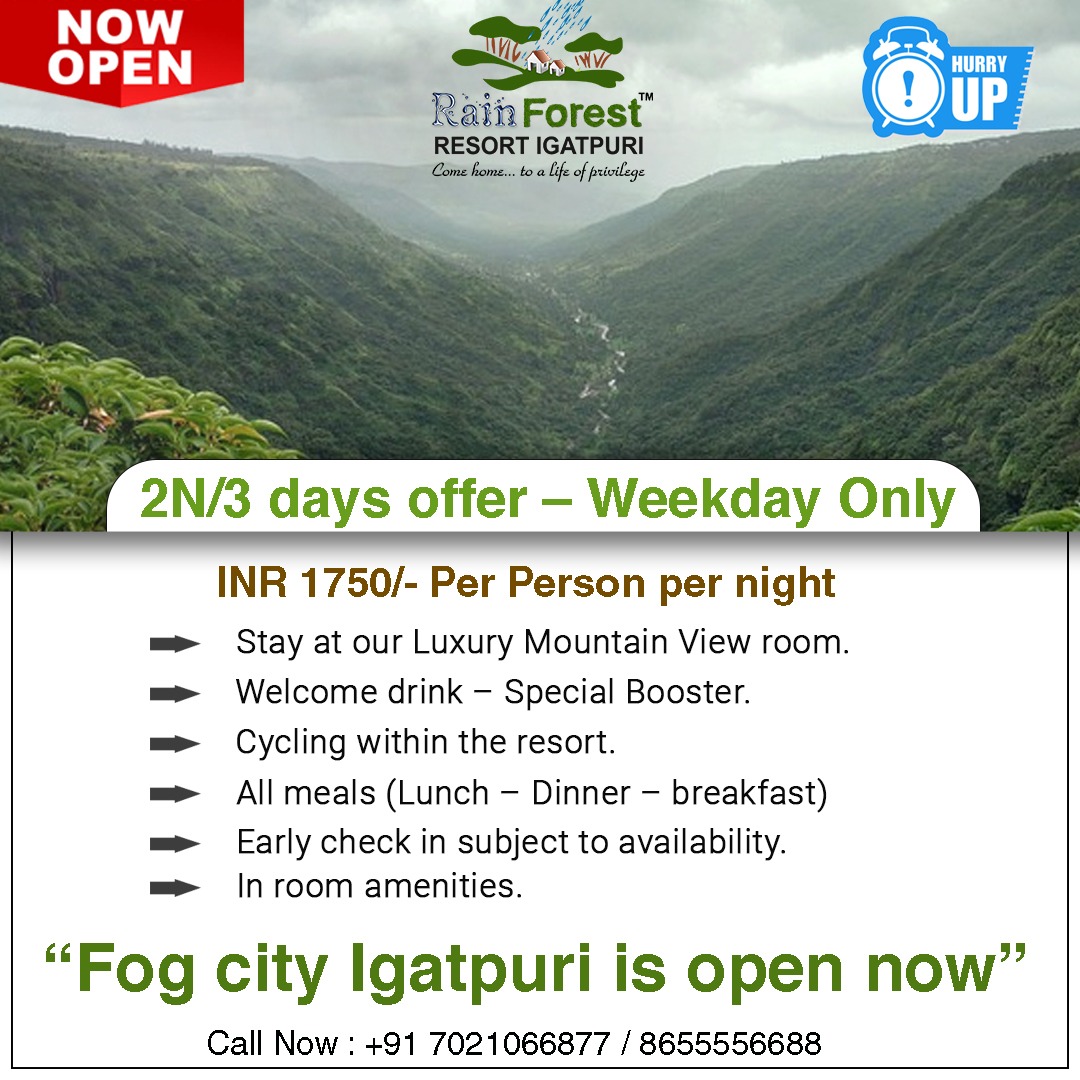 NOW
OPEN
Rain Forest™
RESORT IGATPURI
Come home... to a life of privilege
HURRY
UP
2N/3 days offer – Weekday Only
INR 1750/- Per Person per night
Stay at our Luxury Mountain View room.
Welcome drink – Special Booster.
Cycling within the resort.
All meals (Lunch – Dinner – breakfast)
Early check in subject to availability.
In room amenities.
“Fog city Igatpuri is open now”
Call Now : +91 7021066877 / 8655556688